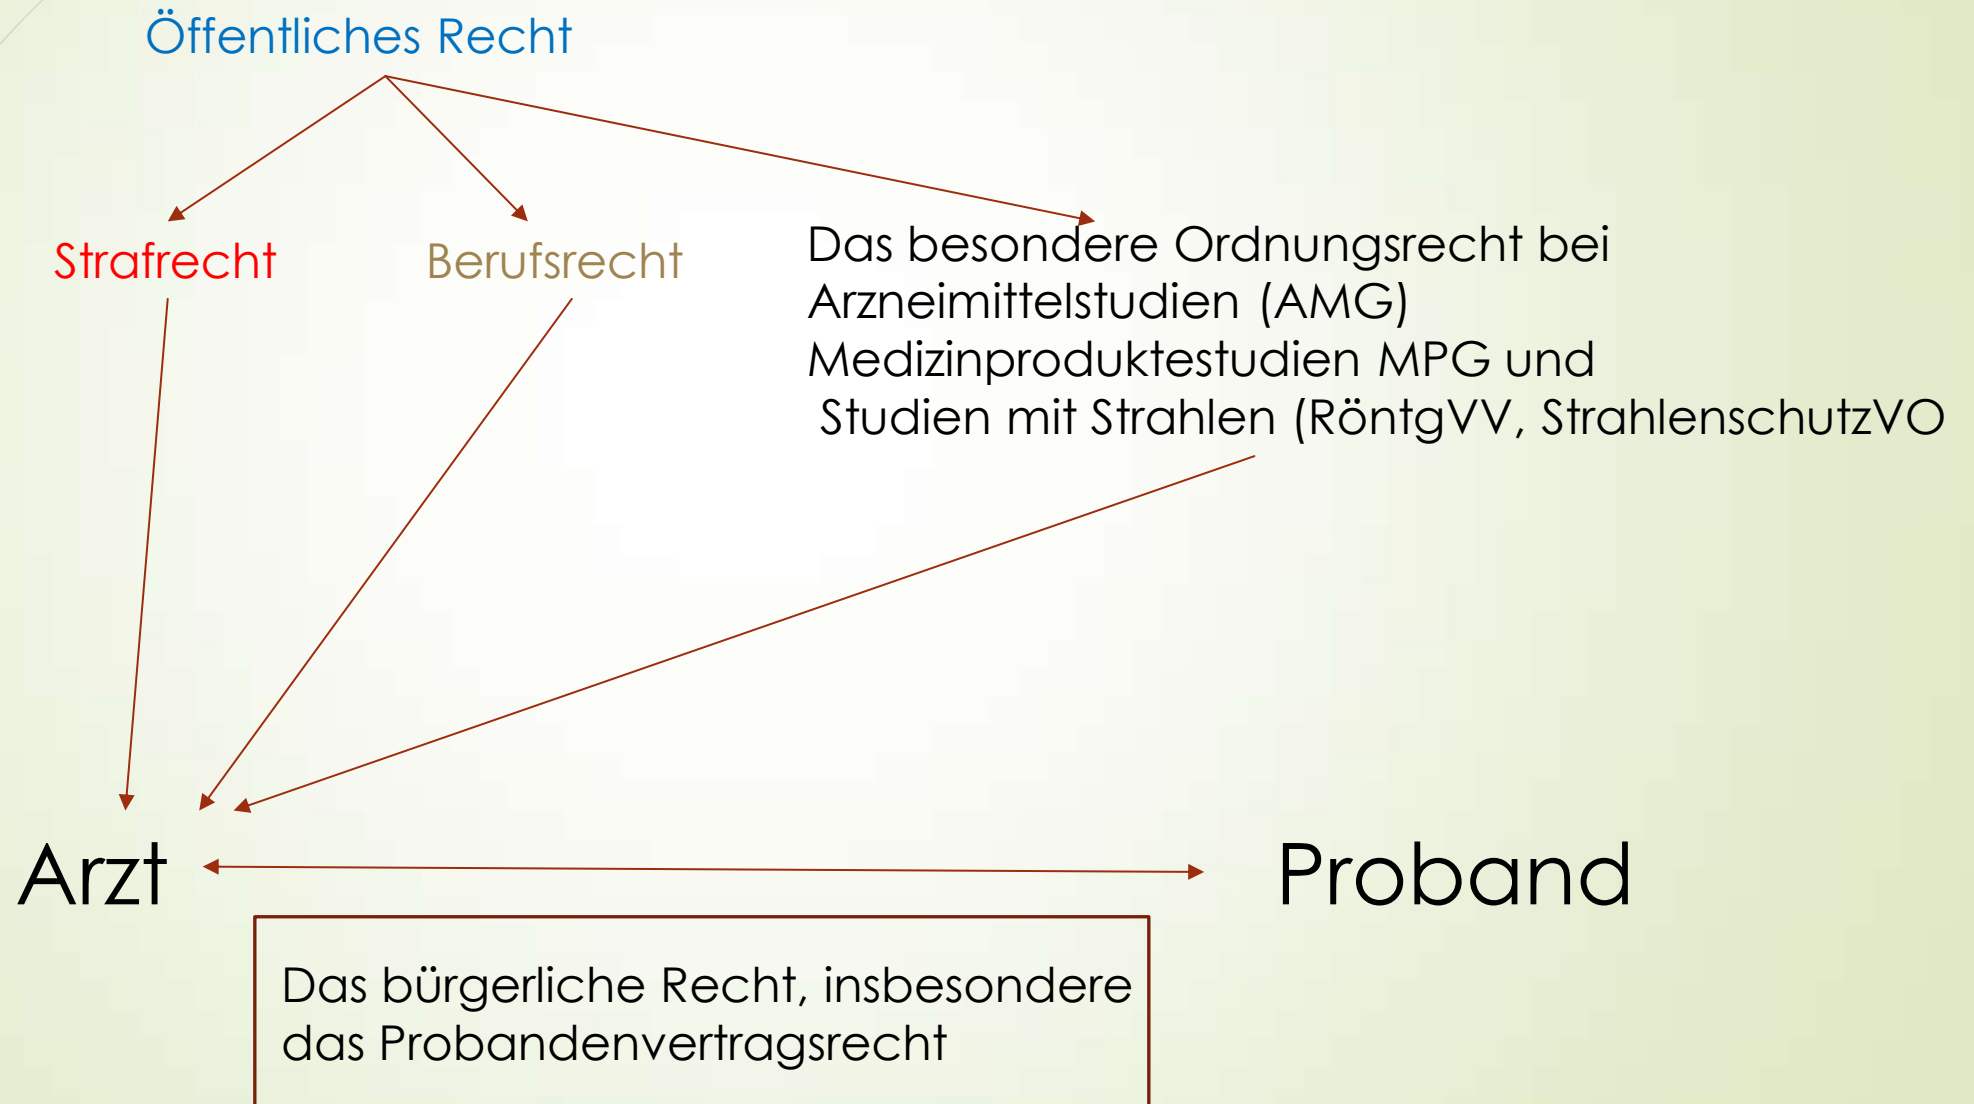 Öffentliches Recht
Strafrecht
Berufsrecht
Das besondere Ordnungsrecht bei
Arzneimittelstudien (AMG)
Medizinproduktestudien MPG und
Studien mit Strahlen (RöntgVV, StrahlenschutzVO
Arzt
Proband
Das bürgerliche Recht, insbesondere
das Probandenvertragsrecht